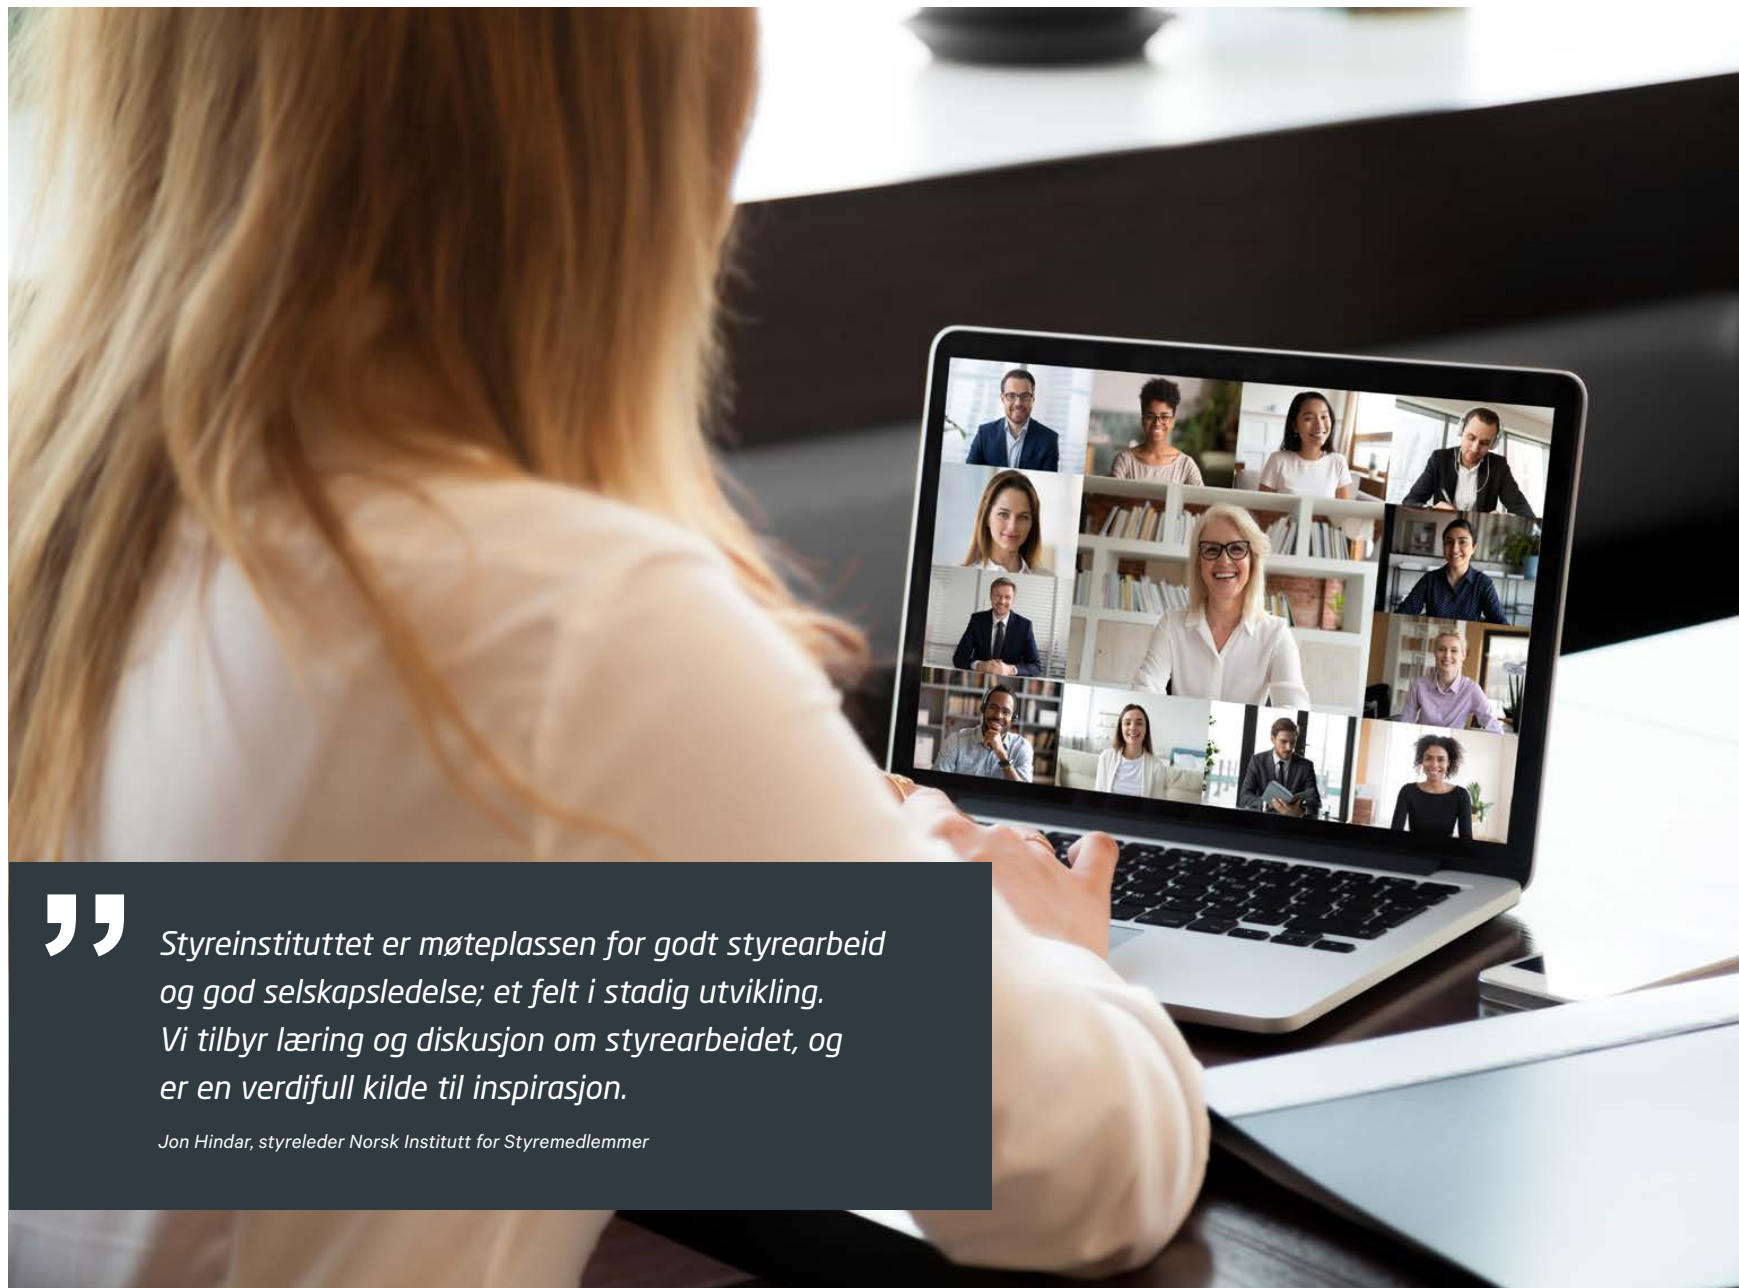 ”
Styreinstituttet er møteplassen for godt styrearbeid
og god selskapsledelse; et felt i stadig utvikling.
Vi tilbyr læring og diskusjon om styrearbeidet, og
er en verdifull kilde til inspirasjon.
Jon Hindar, styreleder Norsk Institutt for Styremedlemmer